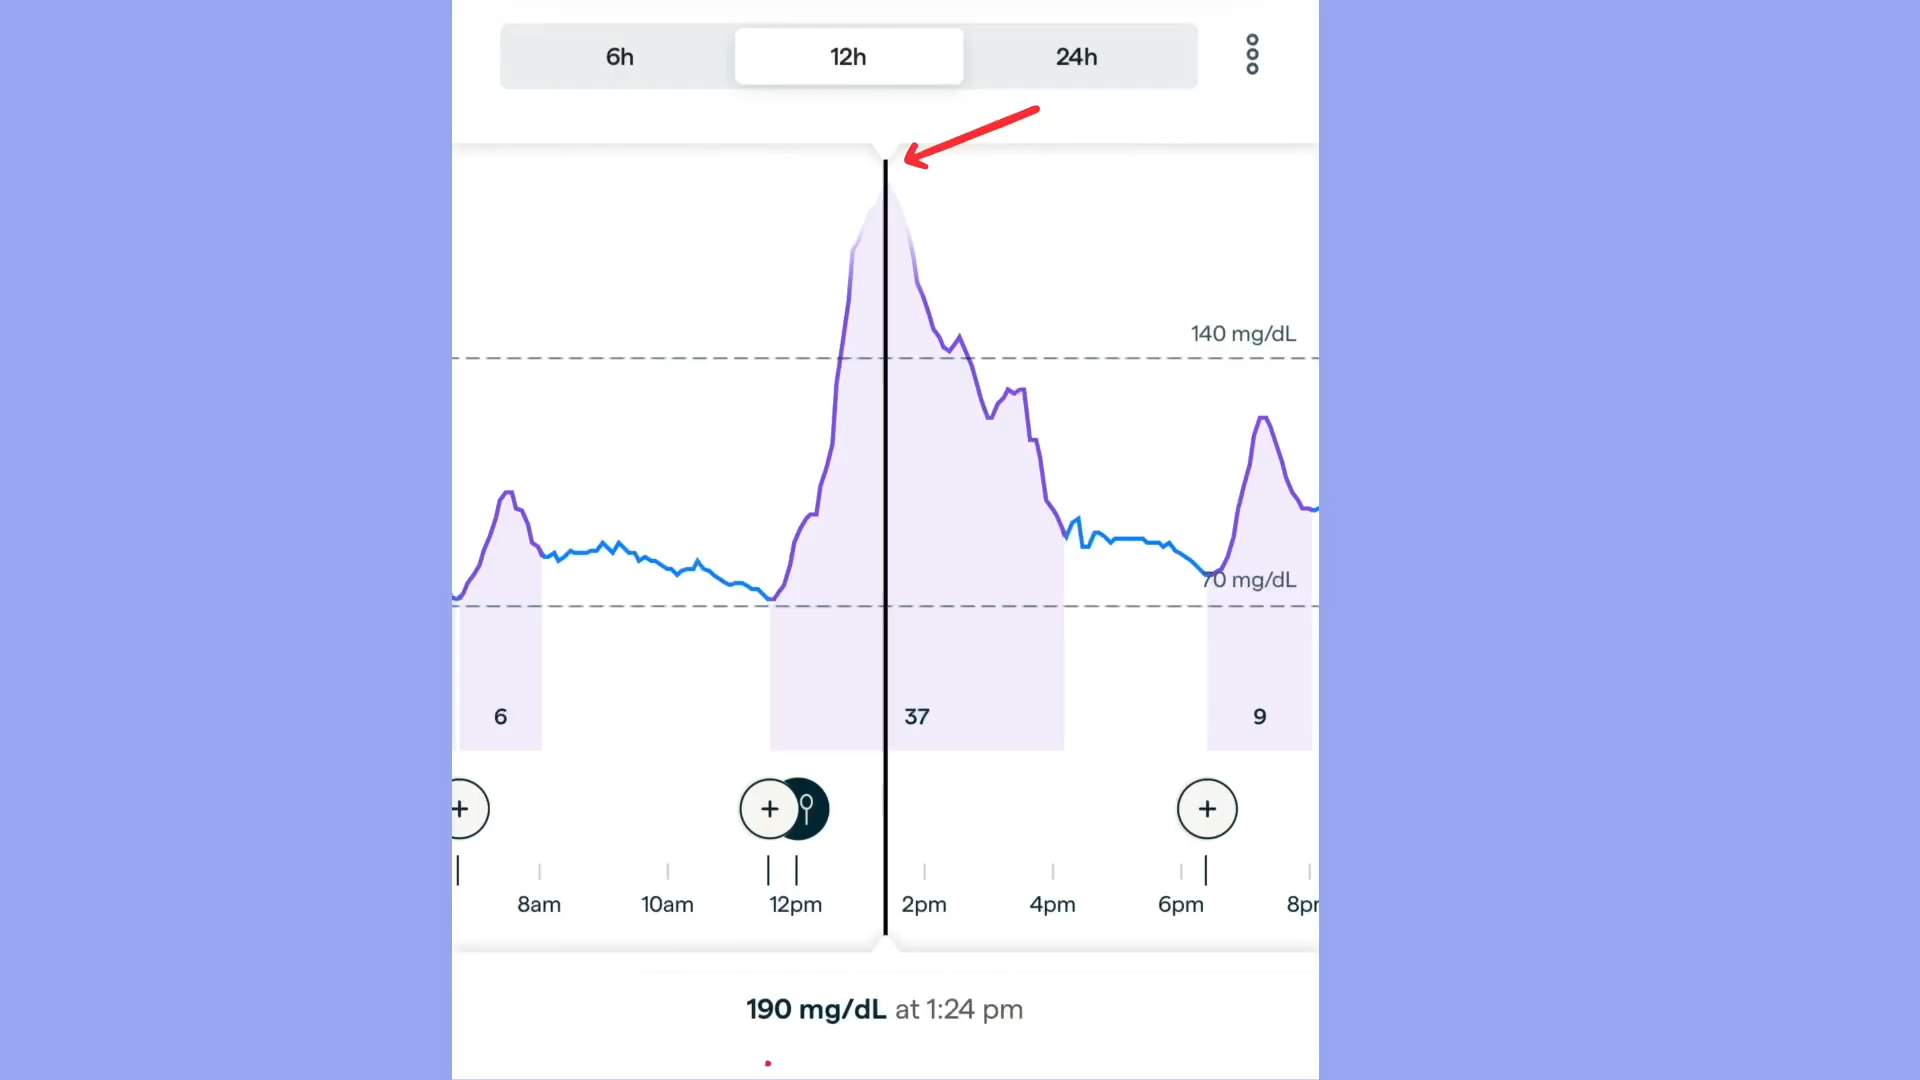 6h 12h 24h
140 mg/dL
70 mg/dL
6 37 9
8am 10am 12pm 2pm 4pm 6pm
190 mg/dL at 1:24 pm